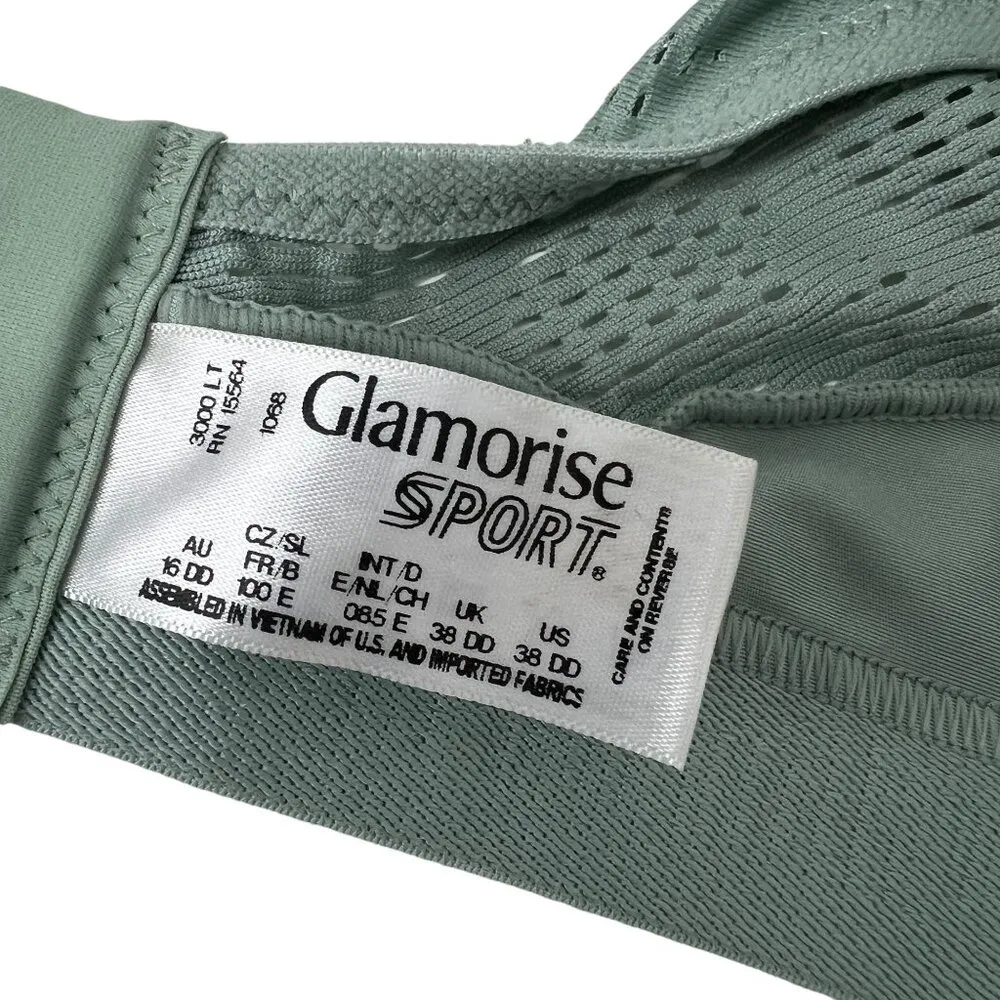 3000 LT
RN 15564
1068
Glamorise
SPORT®
AU
16 DD
CZ/SL
FR/B
100 E
INT/D
E/NL/CH
085 E
UK
38 DD
US
38 DD
ASSEMBLED IN VIETNAM OF U.S. AND IMPORTED FABRICS
CARE AND CONTENT
ON REVERSE